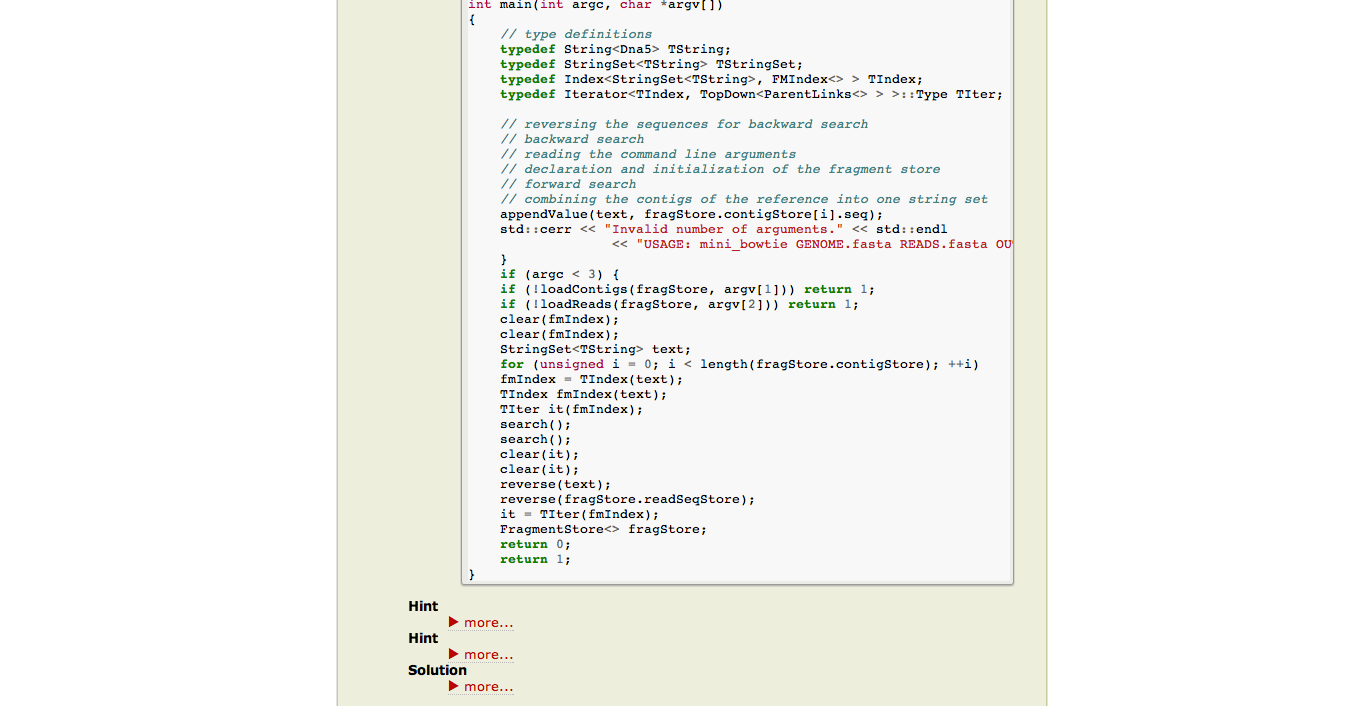 int main(int argc, char *argv[])
{
    // type definitions
    typedef String<Dna5> TString;
    typedef StringSet<TString> TStringSet;
    typedef Index<StringSet<TString>, FMIndex<> > TIndex;
    typedef Iterator<TIndex, TopDown<ParentLinks<> > >::Type TIter;

    // reversing the sequences for backward search
    // backward search
    // reading the command line arguments
    // declaration and initialization of the fragment store
    // forward search
    // combining the contigs of the reference into one string set
    appendValue(text, fragStore.contigStore[i].seq);
    std::cerr << "Invalid number of arguments." << std::endl
                  << "USAGE: mini_bowtie GENOME.fasta READS.fasta OU
    }
    if (argc < 3) {
    if (!loadContigs(fragStore, argv[1])) return 1;
    if (!loadReads(fragStore, argv[2])) return 1;
    clear(fmIndex);
    clear(fmIndex);
    StringSet<TString> text;
    for (unsigned i = 0; i < length(fragStore.contigStore); ++i)
    fmIndex = TIndex(text);
    TIndex fmIndex(text);
    TIter it(fmIndex);
    search();
    search();
    clear(it);
    clear(it);
    reverse(text);
    reverse(fragStore.readSeqStore);
    it = TIter(fmIndex);
    FragmentStore<> fragStore;
    return 0;
    return 1;
}
Hint
more...
Hint
more...
Solution
more...